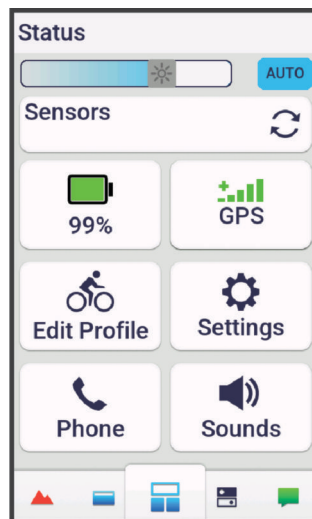 Status
AUTO
Sensors
99%
GPS
Edit Profile
Settings
Phone
Sounds